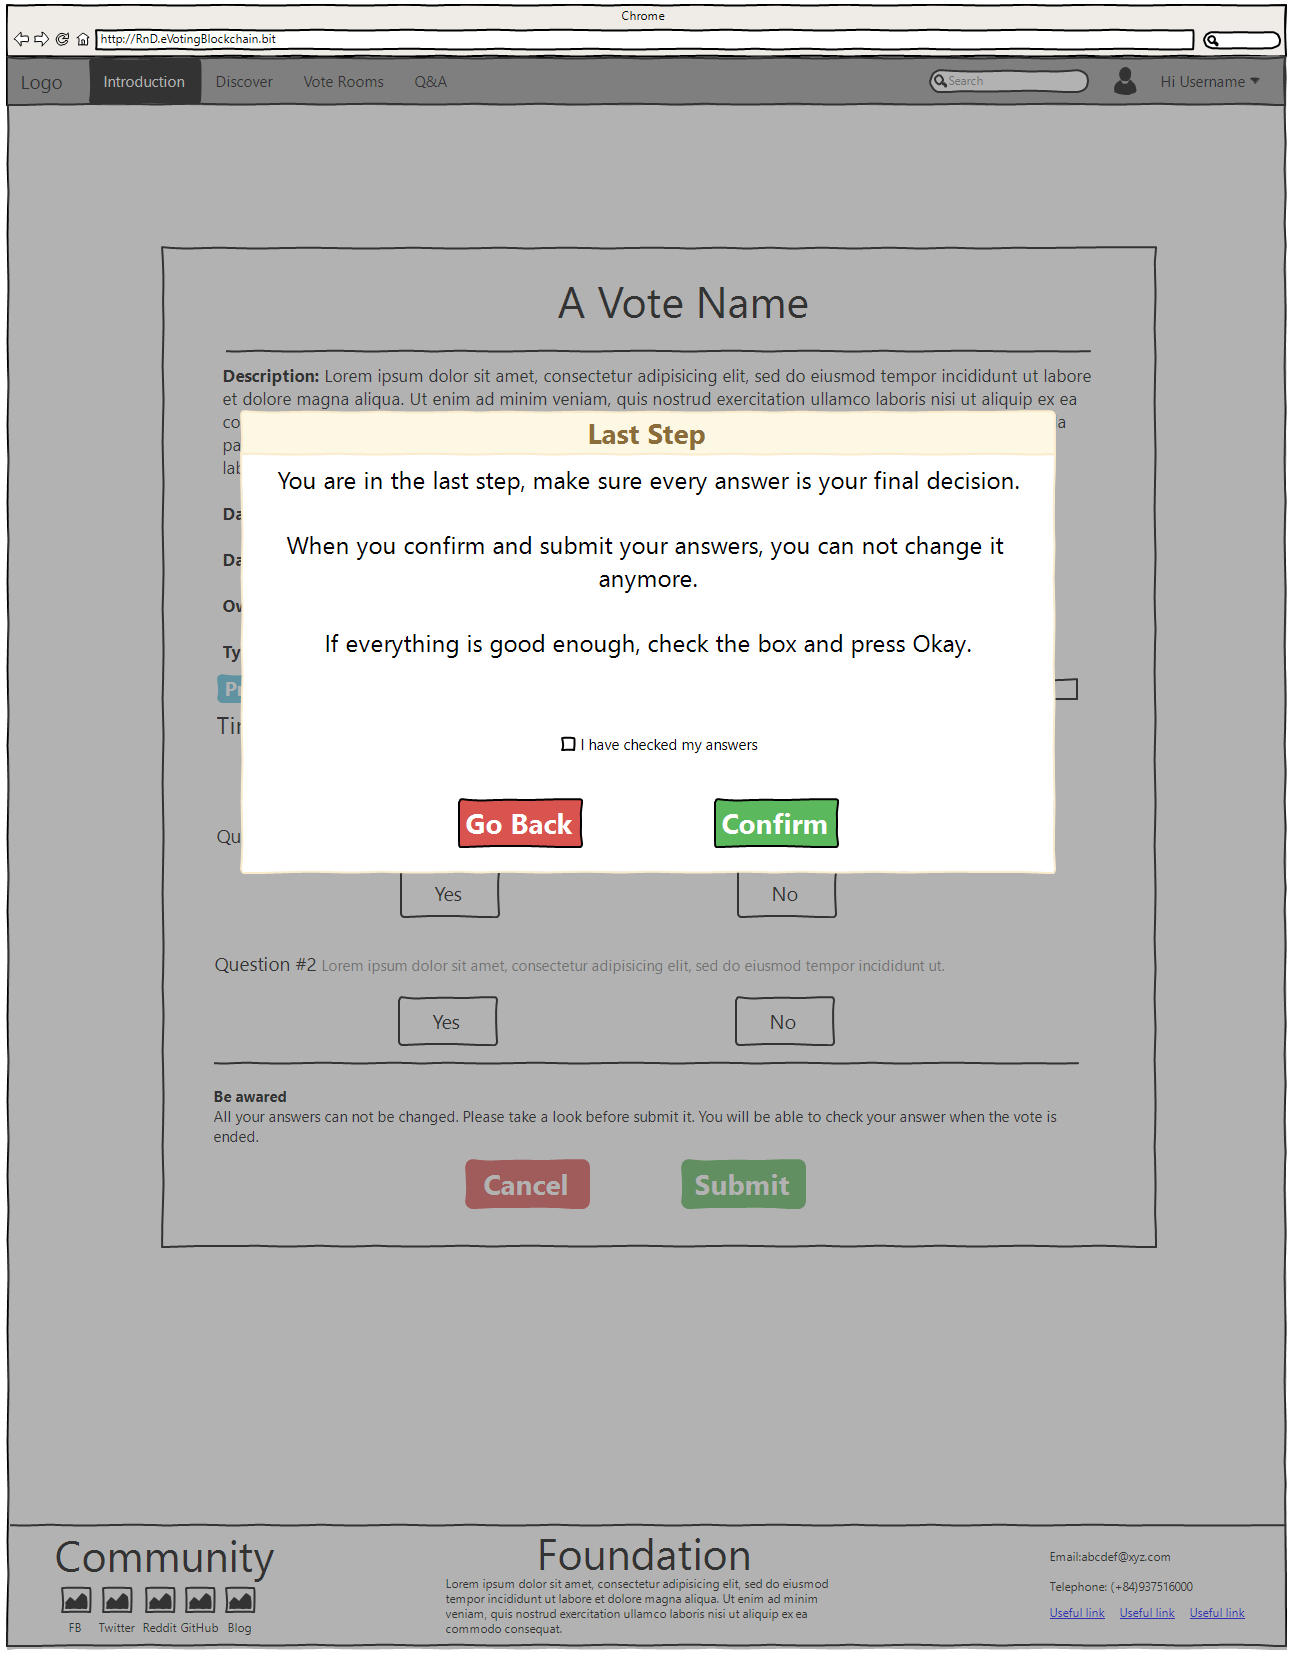 Chrome
http://RnD.eVotingBlockchain.bit
Logo Introduction Discover Vote Rooms Q&A Search Hi Username
A Vote Name
Description: Lorem ipsum dolor sit amet, consectetur adipisicing elit, sed do eiusmod tempor incididunt ut labore
et dolore magna aliqua. Ut enim ad minim veniam, quis nostrud exercitation ullamco laboris nisi ut aliquip ex ea
Last Step
You are in the last step, make sure every answer is your final decision.
When you confirm and submit your answers, you can not change it
anymore.
If everything is good enough, check the box and press Okay.
I have checked my answers
Go Back Confirm
Yes No
Question #2 Lorem ipsum dolor sit amet, consectetur adipisicing elit, sed do eiusmod tempor incididunt ut.
Yes No
Be awared
All your answers can not be changed. Please take a look before submit it. You will be able to check your answer when the vote is
ended.
Cancel Submit
Community
FB Twitter Reddit GitHub Blog
Foundation
Lorem ipsum dolor sit amet, consectetur adipisicing elit, sed do eiusmod
tempor incididunt ut labore et dolore magna aliqua. Ut enim ad minim
veniam, quis nostrud exercitation ullamco laboris nisi ut aliquip ex ea
commodo consequat.
Email:abcdef@xyz.com
Telephone: (+84)937516000
Useful link Useful link Useful link